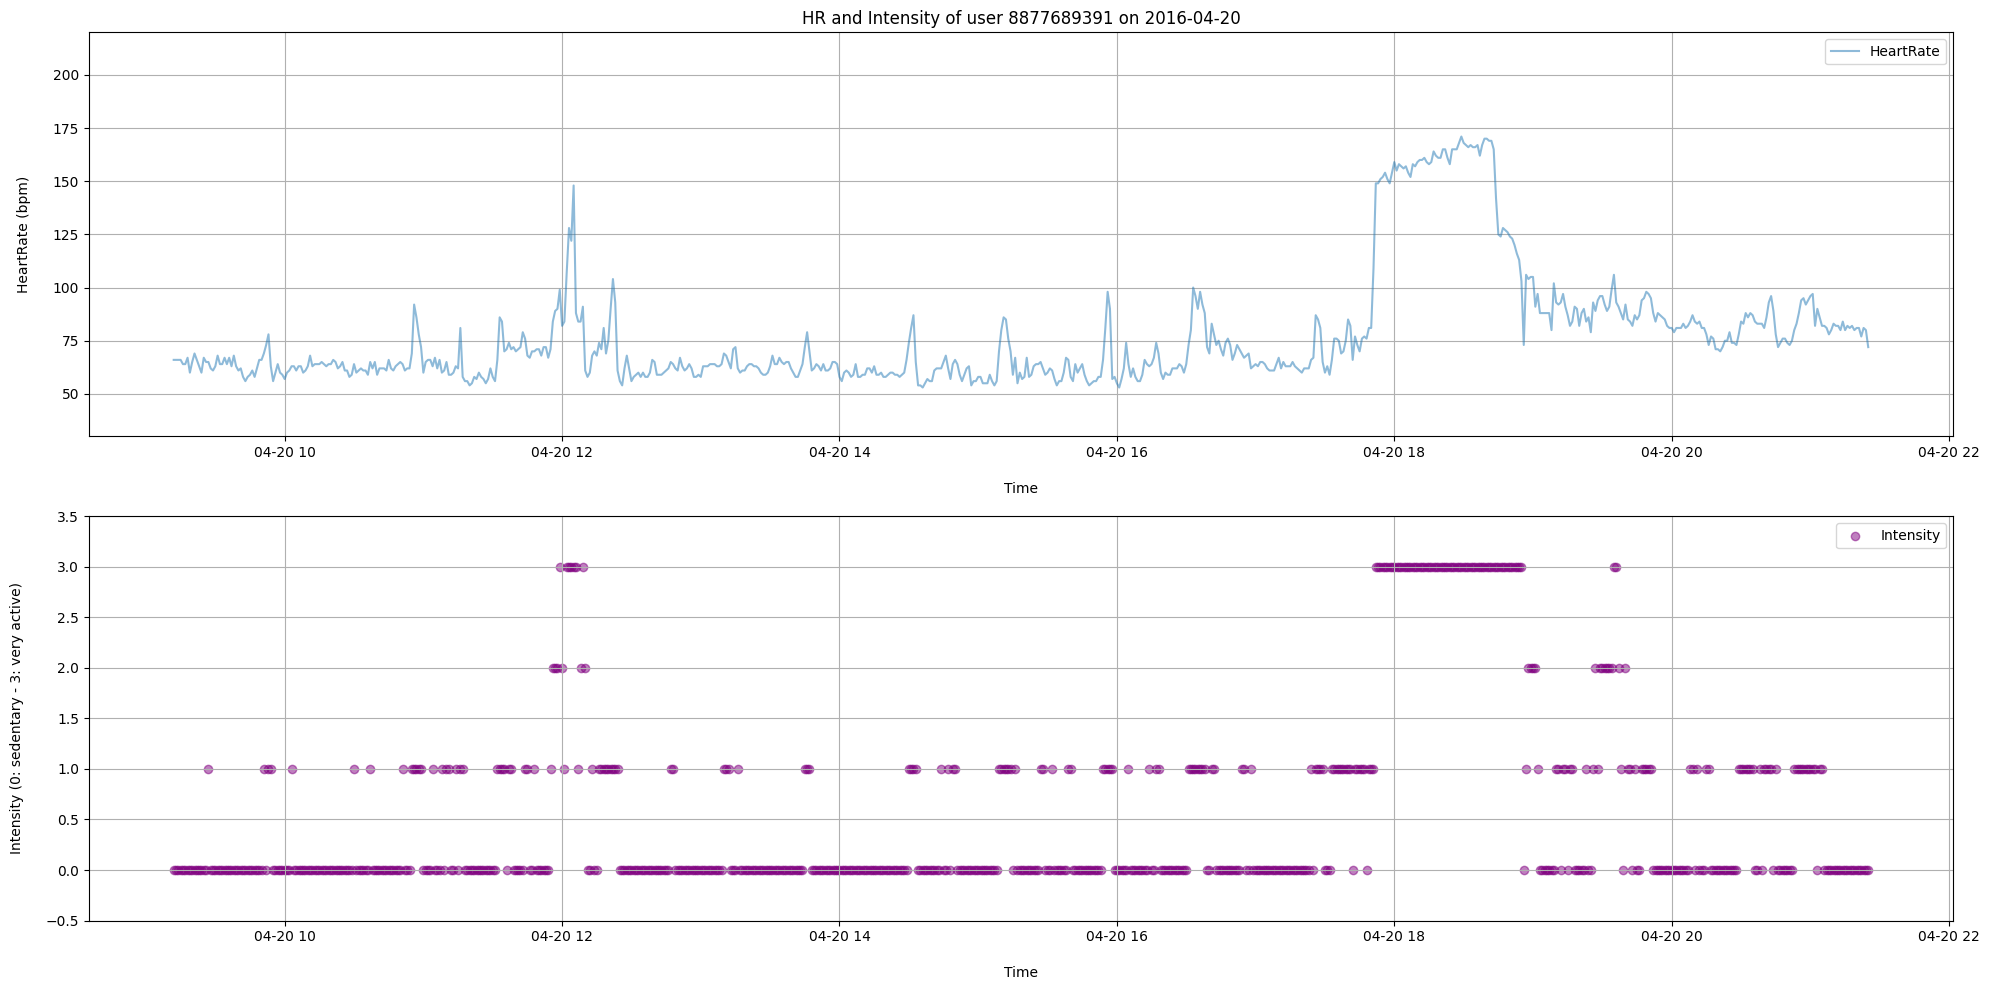 HR and Intensity of user 8877689391 on 2016-04-20
HeartRate
200
175
150
125
100
75
50
HeartRate (bpm)
04-20 10 04-20 12 04-20 14 04-20 16 04-20 18 04-20 20 04-20 22
Time
Intensity
3.5
3.0
2.5
2.0
1.5
1.0
0.5
0.0
−0.5
Intensity (0: sedentary - 3: very active)
04-20 10 04-20 12 04-20 14 04-20 16 04-20 18 04-20 20 04-20 22
Time